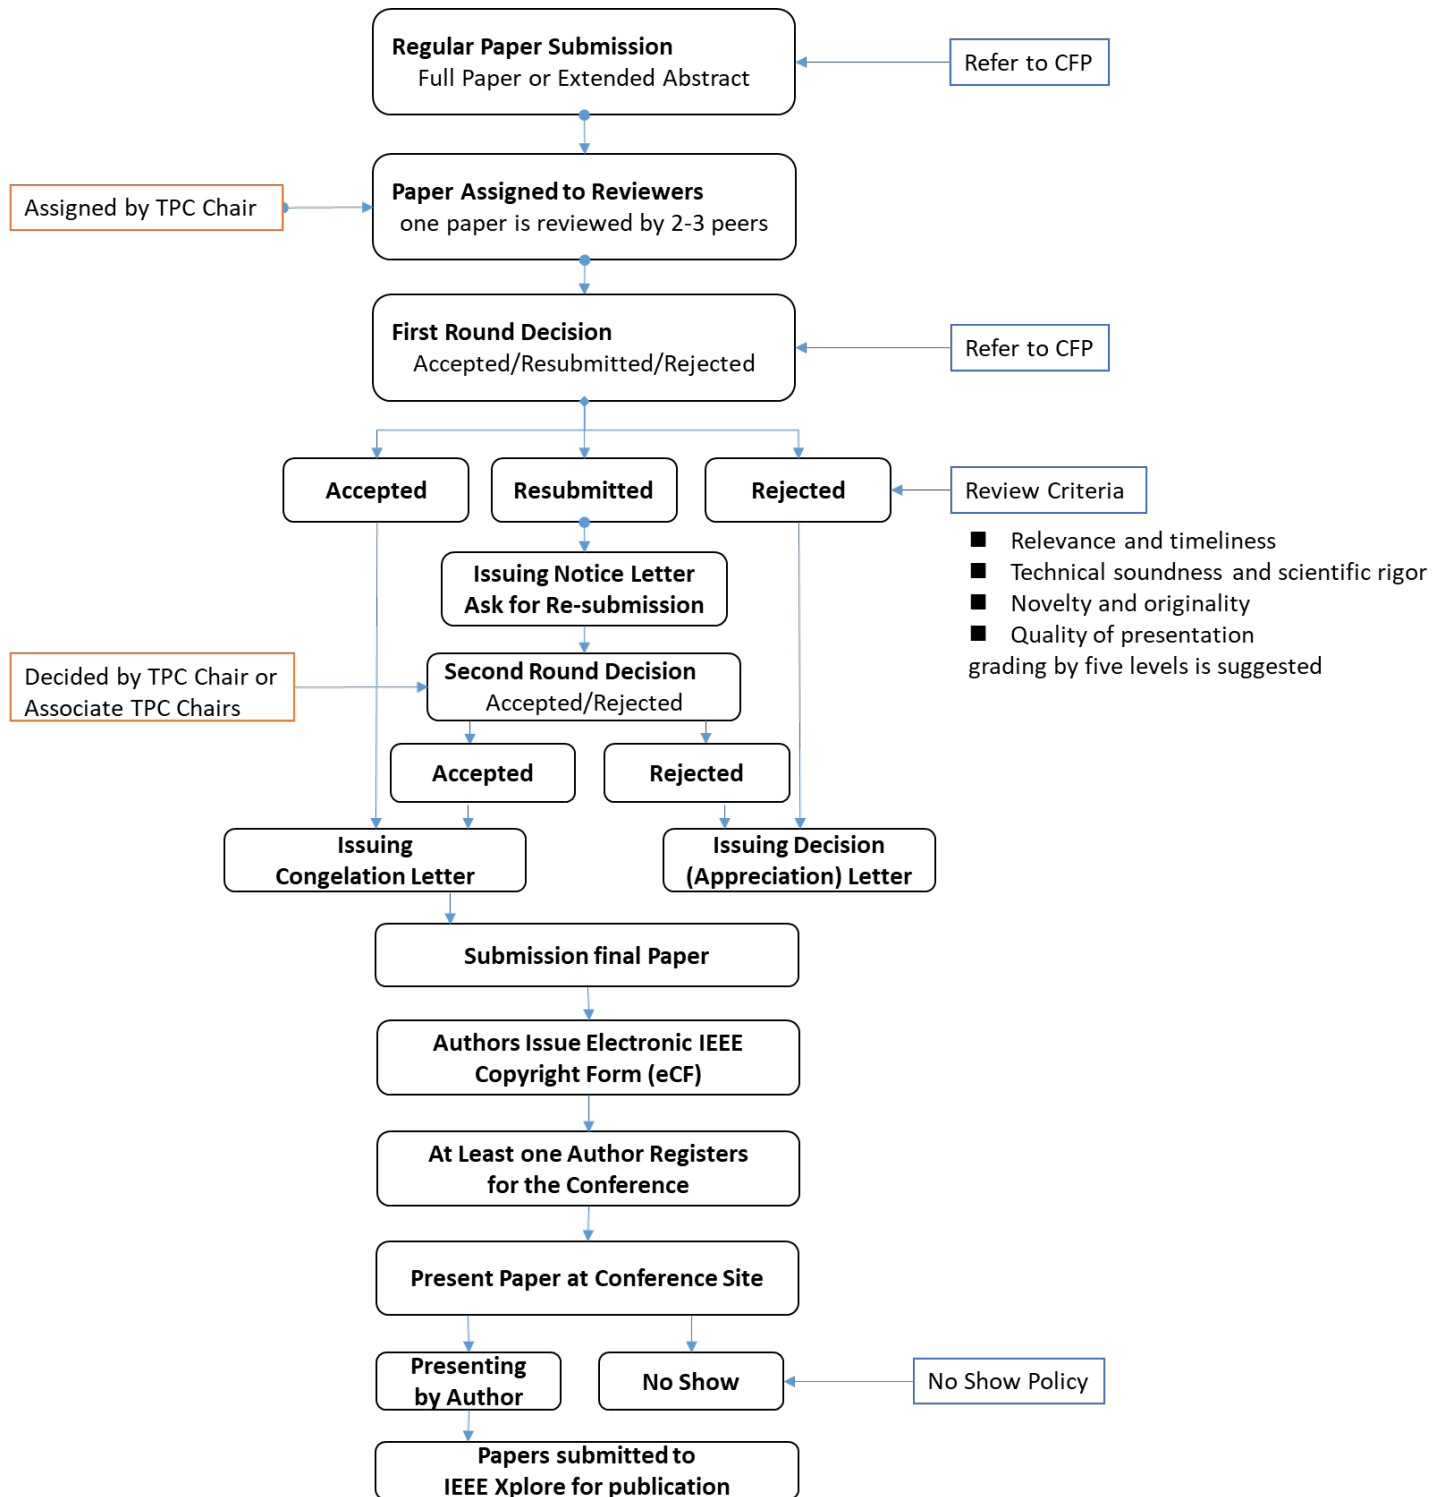 Regular Paper Submission
Full Paper or Extended Abstract
Refer to CFP
Assigned by TPC Chair
Paper Assigned to Reviewers
one paper is reviewed by 2-3 peers
First Round Decision
Accepted/Resubmitted/Rejected
Refer to CFP
Accepted
Resubmitted
Rejected
Review Criteria
■ Relevance and timeliness
■ Technical soundness and scientific rigor
■ Novelty and originality
■ Quality of presentation
grading by five levels is suggested
Issuing Notice Letter
Ask for Re-submission
Decided by TPC Chair or
Associate TPC Chairs
Second Round Decision
Accepted/Rejected
Accepted
Rejected
Issuing
Congelation Letter
Issuing Decision
(Appreciation) Letter
Submission final Paper
Authors Issue Electronic IEEE
Copyright Form (eCF)
At Least one Author Registers
for the Conference
Present Paper at Conference Site
Presenting
by Author
No Show
No Show Policy
Papers submitted to
IEEE Xplore for publication